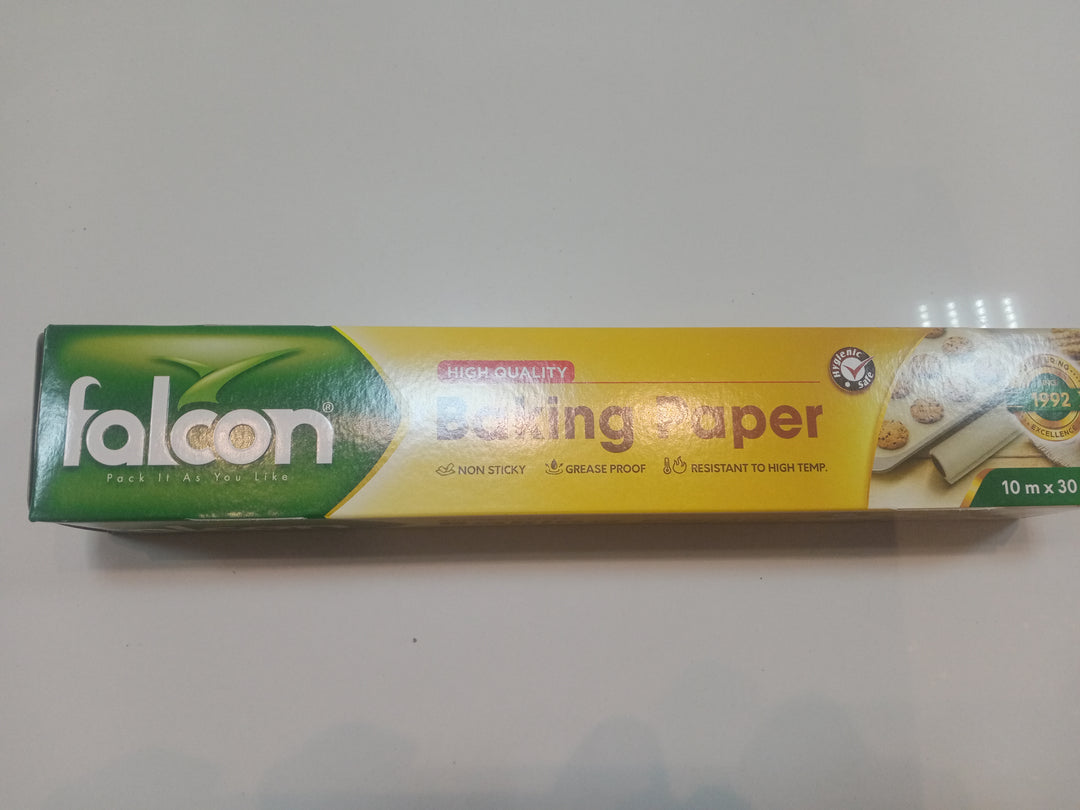 falcon®
Pack It As You Like
HIGH QUALITY
Baking Paper
NON STICKY
GREASE PROOF
RESISTANT TO HIGH TEMP.
Hygienic
Safe
1992
EXCELLENCE
10 m x 30